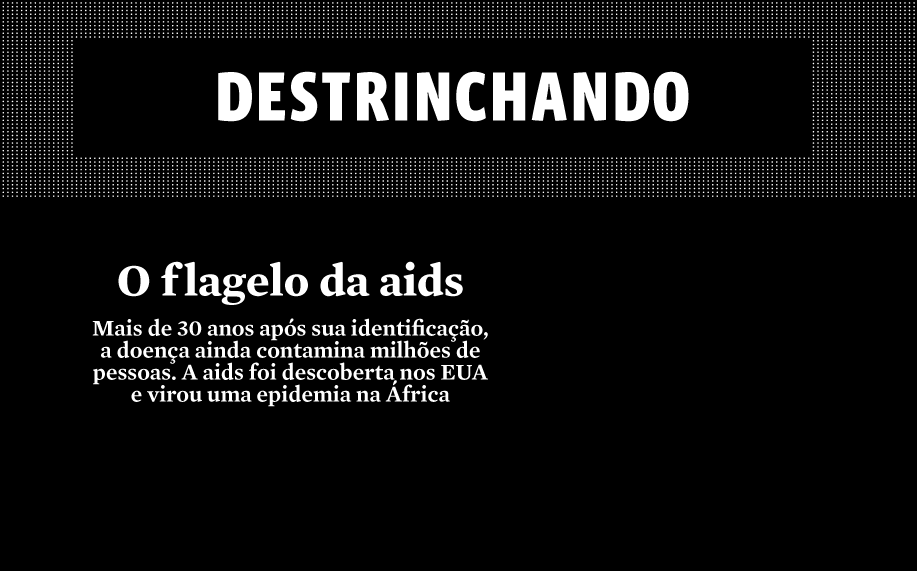 DESTRINCHANDO
O flagelo da aids
Mais de 30 anos após sua identificação,
a doença ainda contamina milhões de
pessoas. A aids foi descoberta nos EUA
e virou uma epidemia na África